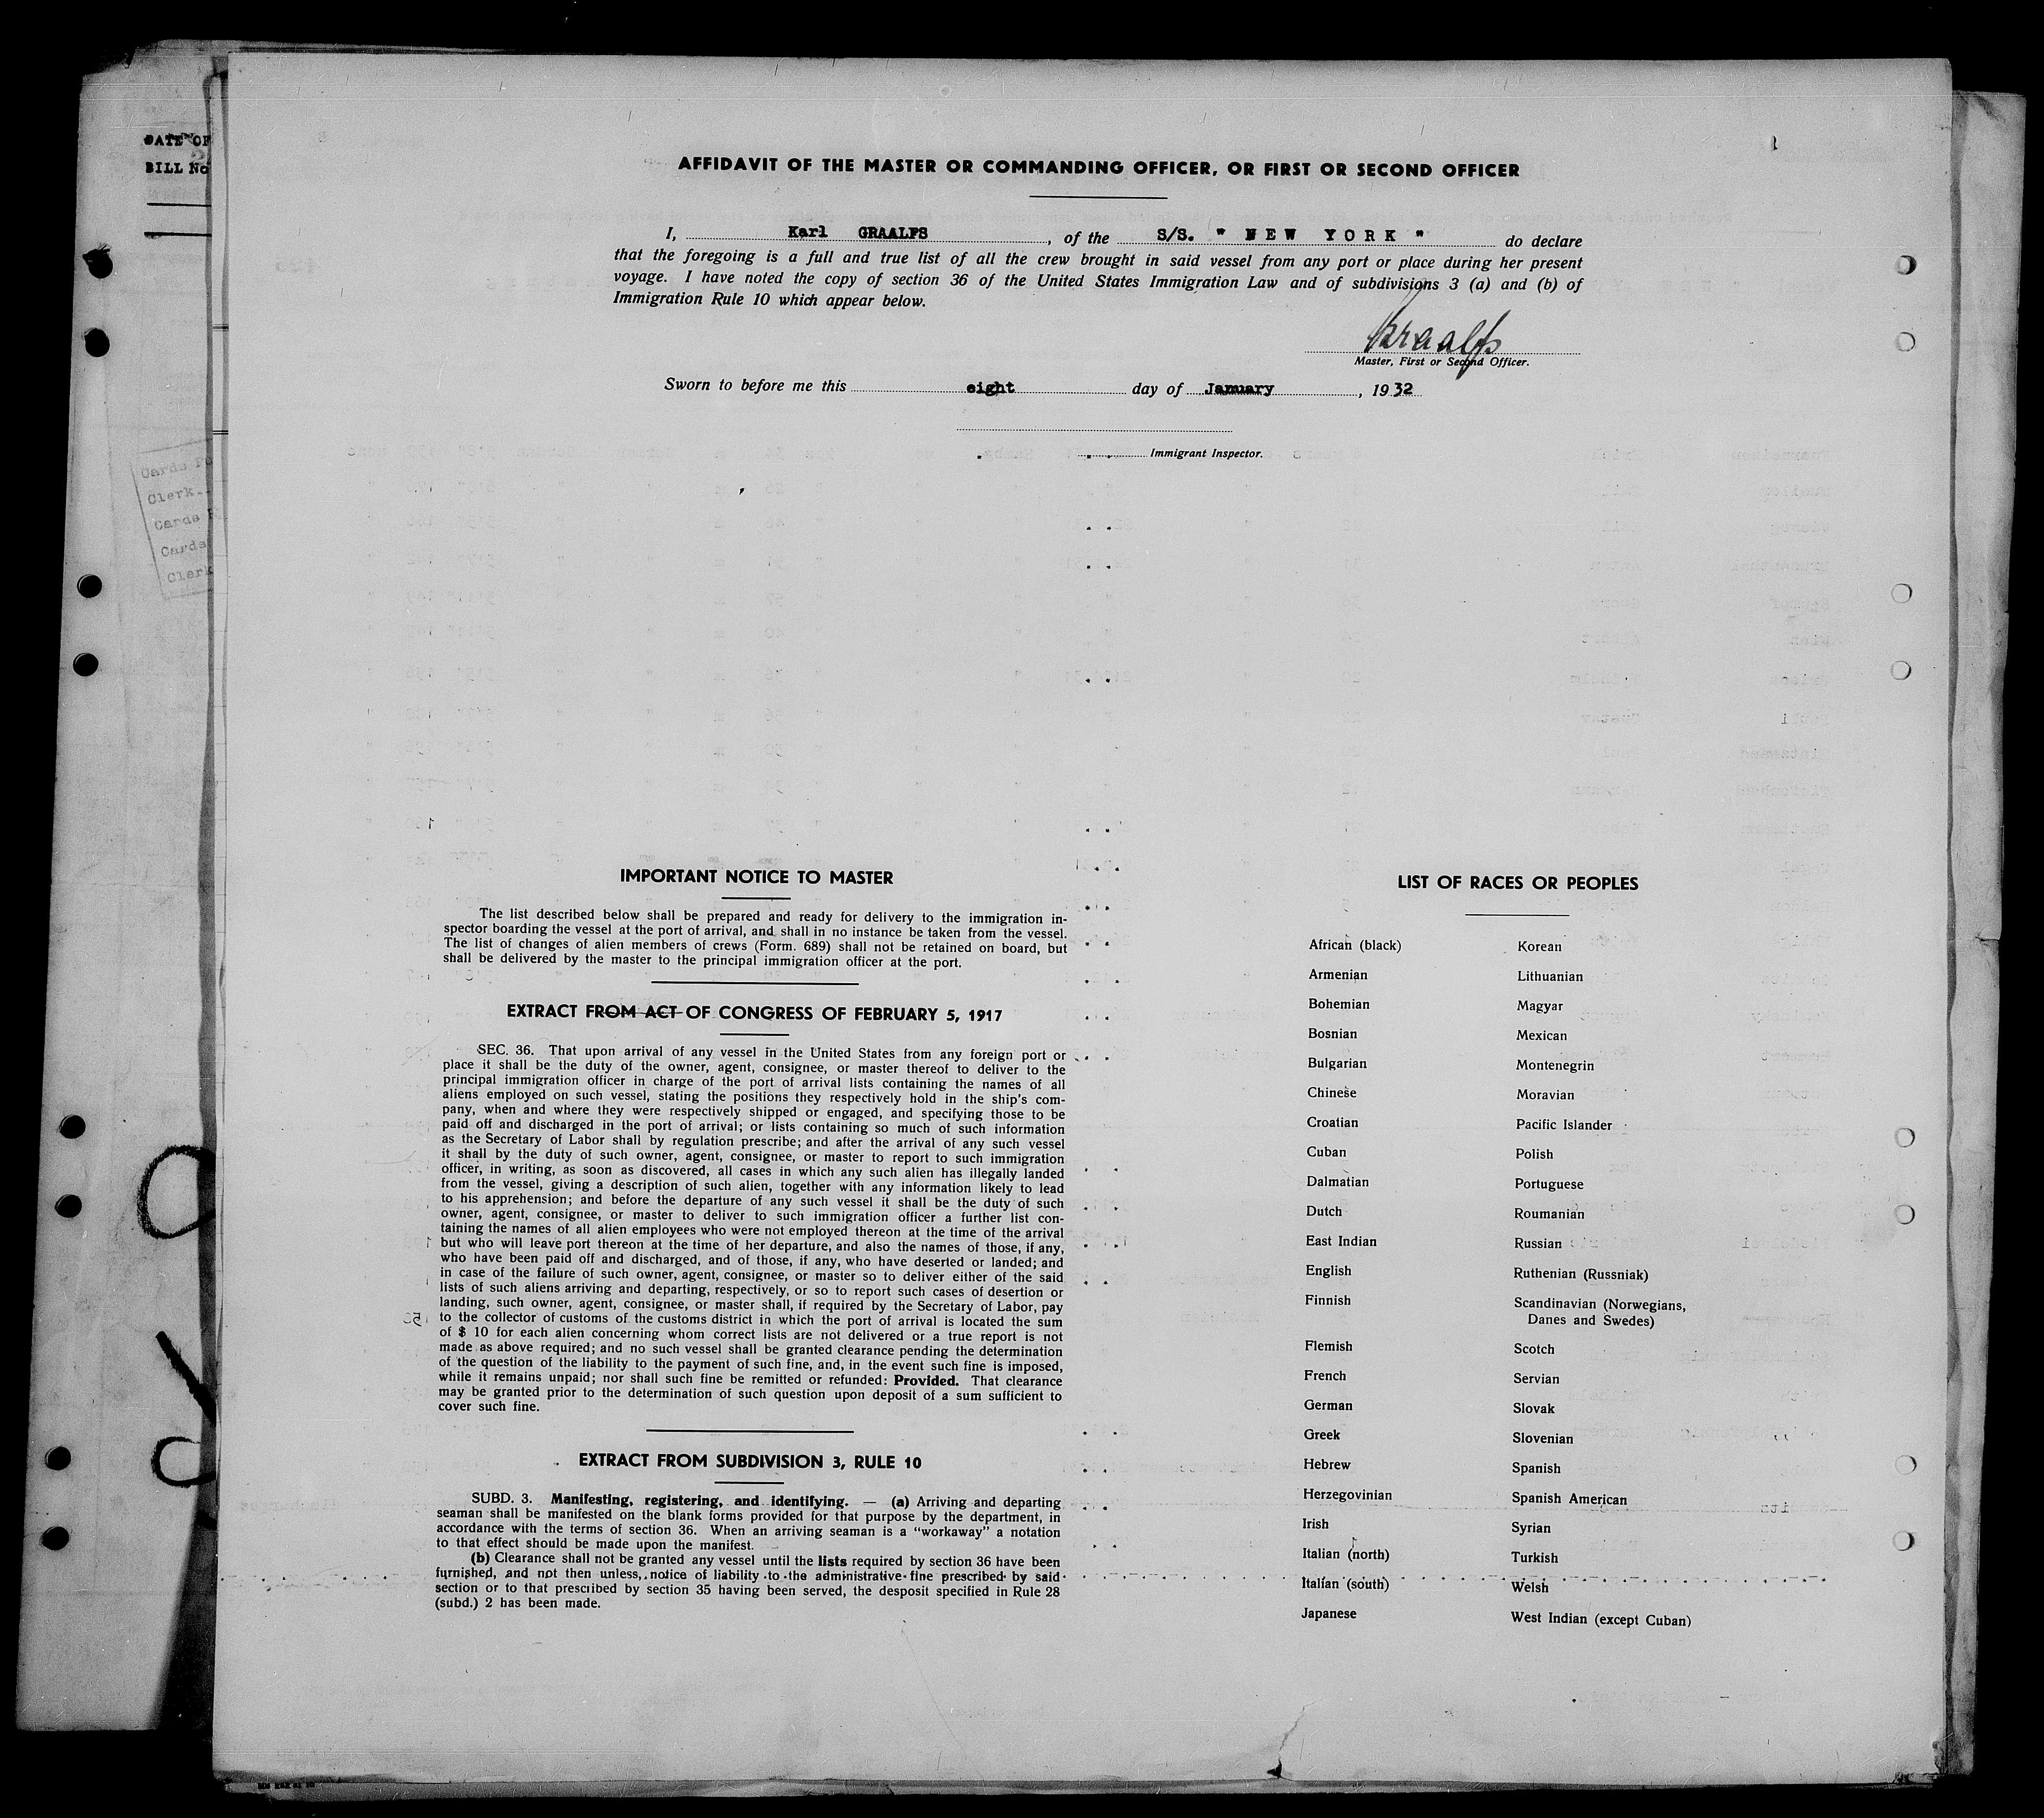 DATE OF
BILL No
Cards
Clerk
Cards
Cards
Clerk
AFFIDAVIT OF THE MASTER OR COMMANDING OFFICER, OR FIRST OR SECOND OFFICER
I, Karl GRAALFS, of the S/S. " NEW YORK " do declare
that the foregoing is a full and true list of all the crew brought in said vessel from any port or place during her present
voyage. I have noted the copy of section 36 of the United States Immigration Law and of subdivisions 3 (a) and (b) of
Immigration Rule 10 which appear below.
Graalfs
Master, First or Second Officer.
Sworn to before me this eight day of January, 1932
Immigrant Inspector.
IMPORTANT NOTICE TO MASTER
The list described below shall be prepared and ready for delivery to the immigration in-
spector boarding the vessel at the port of arrival, and shall in no instance be taken from the vessel.
The list of changes of alien members of crews (Form. 689) shall not be retained on board, but
shall be delivered by the master to the principal immigration officer at the port.
EXTRACT FROM ACT OF CONGRESS OF FEBRUARY 5, 1917
SEC. 36. That upon arrival of any vessel in the United States from any foreign port or
place it shall be the duty of the owner, agent, consignee, or master thereof to deliver to the
principal immigration officer in charge of the port of arrival lists containing the names of all
aliens employed on such vessel, stating the positions they respectively hold in the ship's com-
pany, when and where they were respectively shipped or engaged, and specifying those to be
paid off and discharged in the port of arrival; or lists containing so much of such information
as the Secretary of Labor shall by regulation prescribe; and after the arrival of any such vessel
it shall by the duty of such owner, agent, consignee, or master to report to such immigration
officer, in writing, as soon as discovered, all cases in which any such alien has illegally landed
from the vessel, giving a description of such alien, together with any information likely to lead
to his apprehension; and before the departure of any such vessel it shall be the duty of such
owner, agent, consignee, or master to deliver to such immigration officer a further list con-
taining the names of all alien employees who were not employed thereon at the time of the arrival
but who will leave port thereon at the time of her departure, and also the names of those, if any,
who have been paid off and discharged, and of those, if any, who have deserted or landed; and
in case of the failure of such owner, agent, consignee, or master so to deliver either of the said
lists of such aliens arriving and departing, respectively, or so to report such cases of desertion or
landing, such owner, agent, consignee, or master shall, if required by the Secretary of Labor, pay
to the collector of customs of the customs district in which the port of arrival is located the sum
of $ 10 for each alien concerning whom correct lists are not delivered or a true report is not
made as above required; and no such vessel shall be granted clearance pending the determination
of the question of the liability to the payment of such fine, and, in the event such fine is imposed,
while it remains unpaid; nor shall such fine be remitted or refunded: Provided. That clearance
may be granted prior to the determination of such question upon deposit of a sum sufficient to
cover such fine.
EXTRACT FROM SUBDIVISION 3, RULE 10
SUBD. 3. Manifesting, registering, and identifying. — (a) Arriving and departing
seaman shall be manifested on the blank forms provided for that purpose by the department, in
accordance with the terms of section 36. When an arriving seaman is a "workaway" a notation
to that effect should be made upon the manifest.
(b) Clearance shall not be granted any vessel until the lists required by section 36 have been
furnished, and not then unless, notice of liability to the administrative fine prescribed by said
section or to that prescribed by section 35 having been served, the desposit specified in Rule 28
(subd.) 2 has been made.
LIST OF RACES OR PEOPLES
African (black)
Armenian
Bohemian
Bosnian
Bulgarian
Chinese
Croatian
Cuban
Dalmatian
Dutch
East Indian
English
Finnish
Flemish
French
German
Greek
Hebrew
Herzegovinian
Irish
Italian (north)
Italian (south)
Japanese
Korean
Lithuanian
Magyar
Mexican
Montenegrin
Moravian
Pacific Islander
Polish
Portuguese
Roumanian
Russian
Ruthenian (Russniak)
Scandinavian (Norwegians,
Danes and Swedes)
Scotch
Servian
Slovak
Slovenian
Spanish
Spanish American
Syrian
Turkish
Welsh
West Indian (except Cuban)